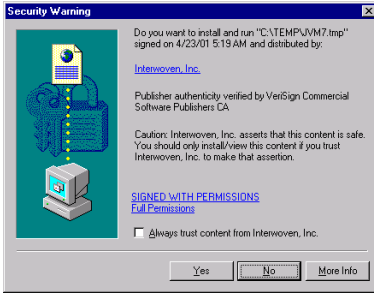 Security Warning
Do you want to install and run "C:\TEMP\JVM7.tmp"
signed on 4/23/01 5:19 AM and distributed by:
Interwoven, Inc.
Publisher authenticity verified by VeriSign Commercial
Software Publishers CA
Caution: Interwoven, Inc. asserts that this content is safe.
You should only install/view this content if you trust
Interwoven, Inc. to make that assertion.
SIGNED WITH PERMISSIONS
Full Permissions
Always trust content from Interwoven, Inc.
Yes
No
More Info